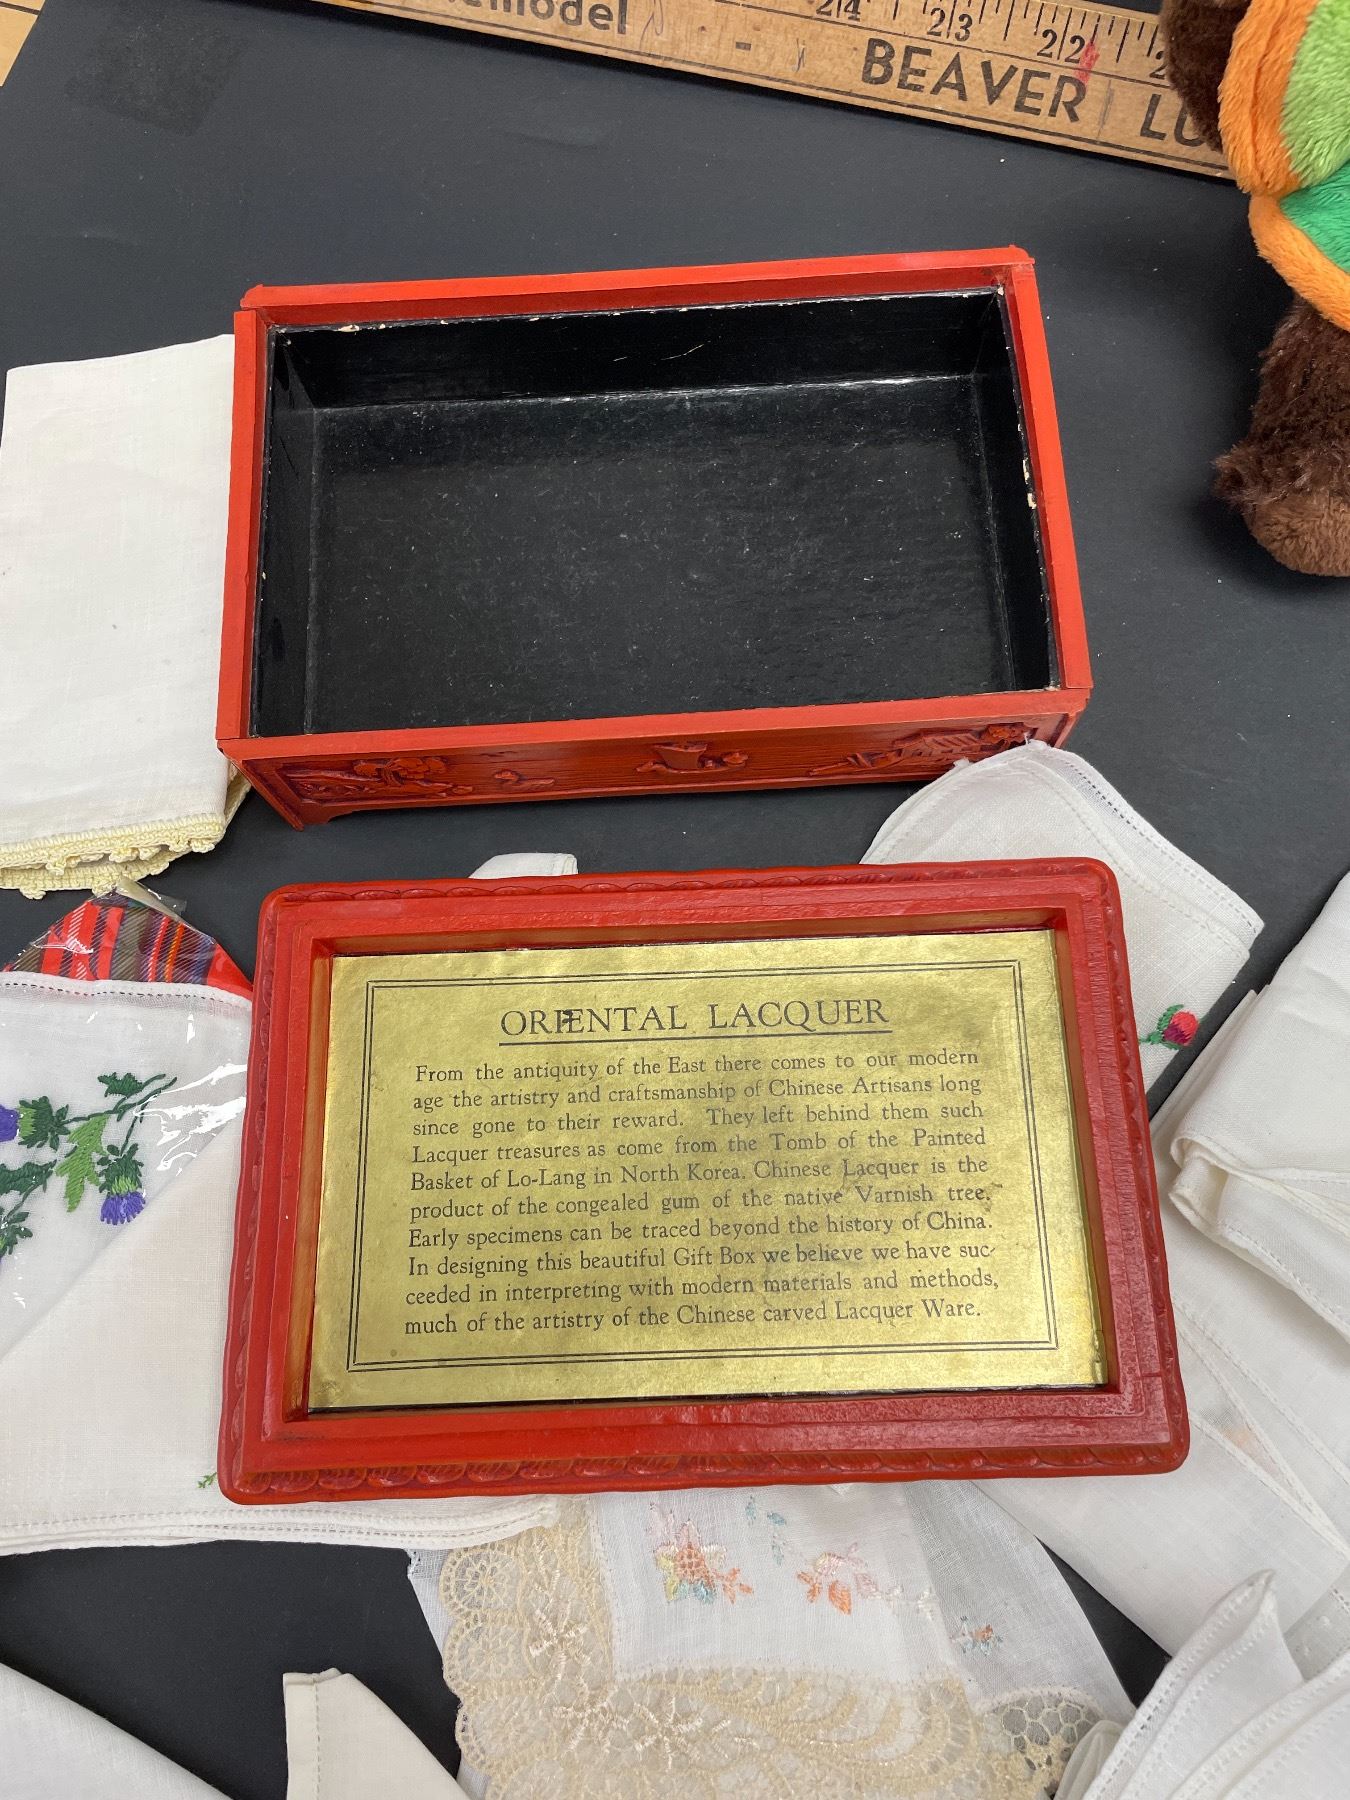 emodel
24 23 22 2
BEAVER LU
ORIENTAL LACQUER
From the antiquity of the East there comes to our modern
age the artistry and craftsmanship of Chinese Artisans long
since gone to their reward. They left behind them such
Lacquer treasures as come from the Tomb of the Painted
Basket of Lo-Lang in North Korea. Chinese Lacquer is the
product of the congealed gum of the native Varnish tree.
Early specimens can be traced beyond the history of China.
In designing this beautiful Gift Box we believe we have suc-
ceeded in interpreting with modern materials and methods,
much of the artistry of the Chinese carved Lacquer Ware.